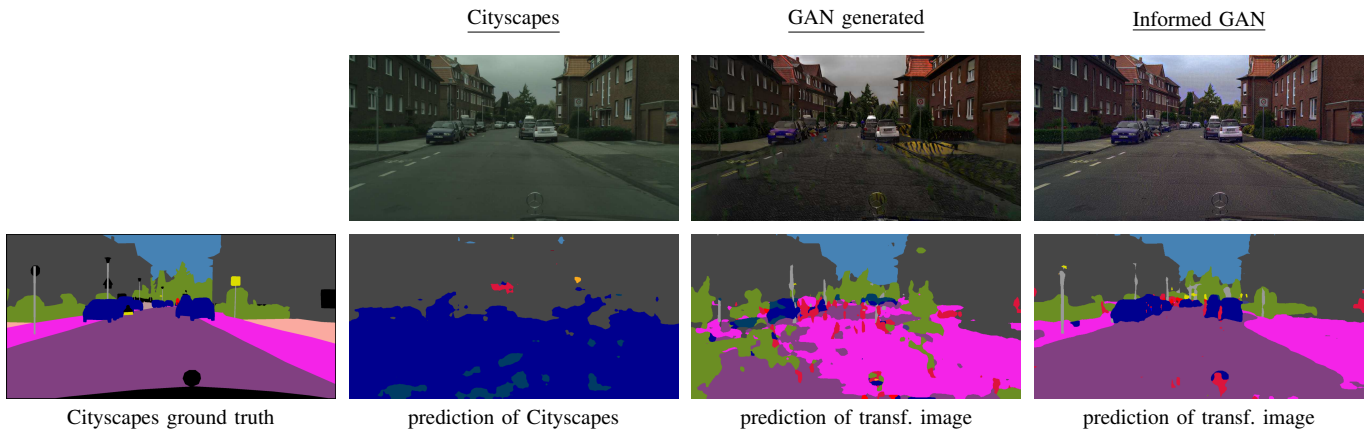 Cityscapes
GAN generated
Informed GAN
Cityscapes ground truth
prediction of Cityscapes
prediction of transf. image
prediction of transf. image